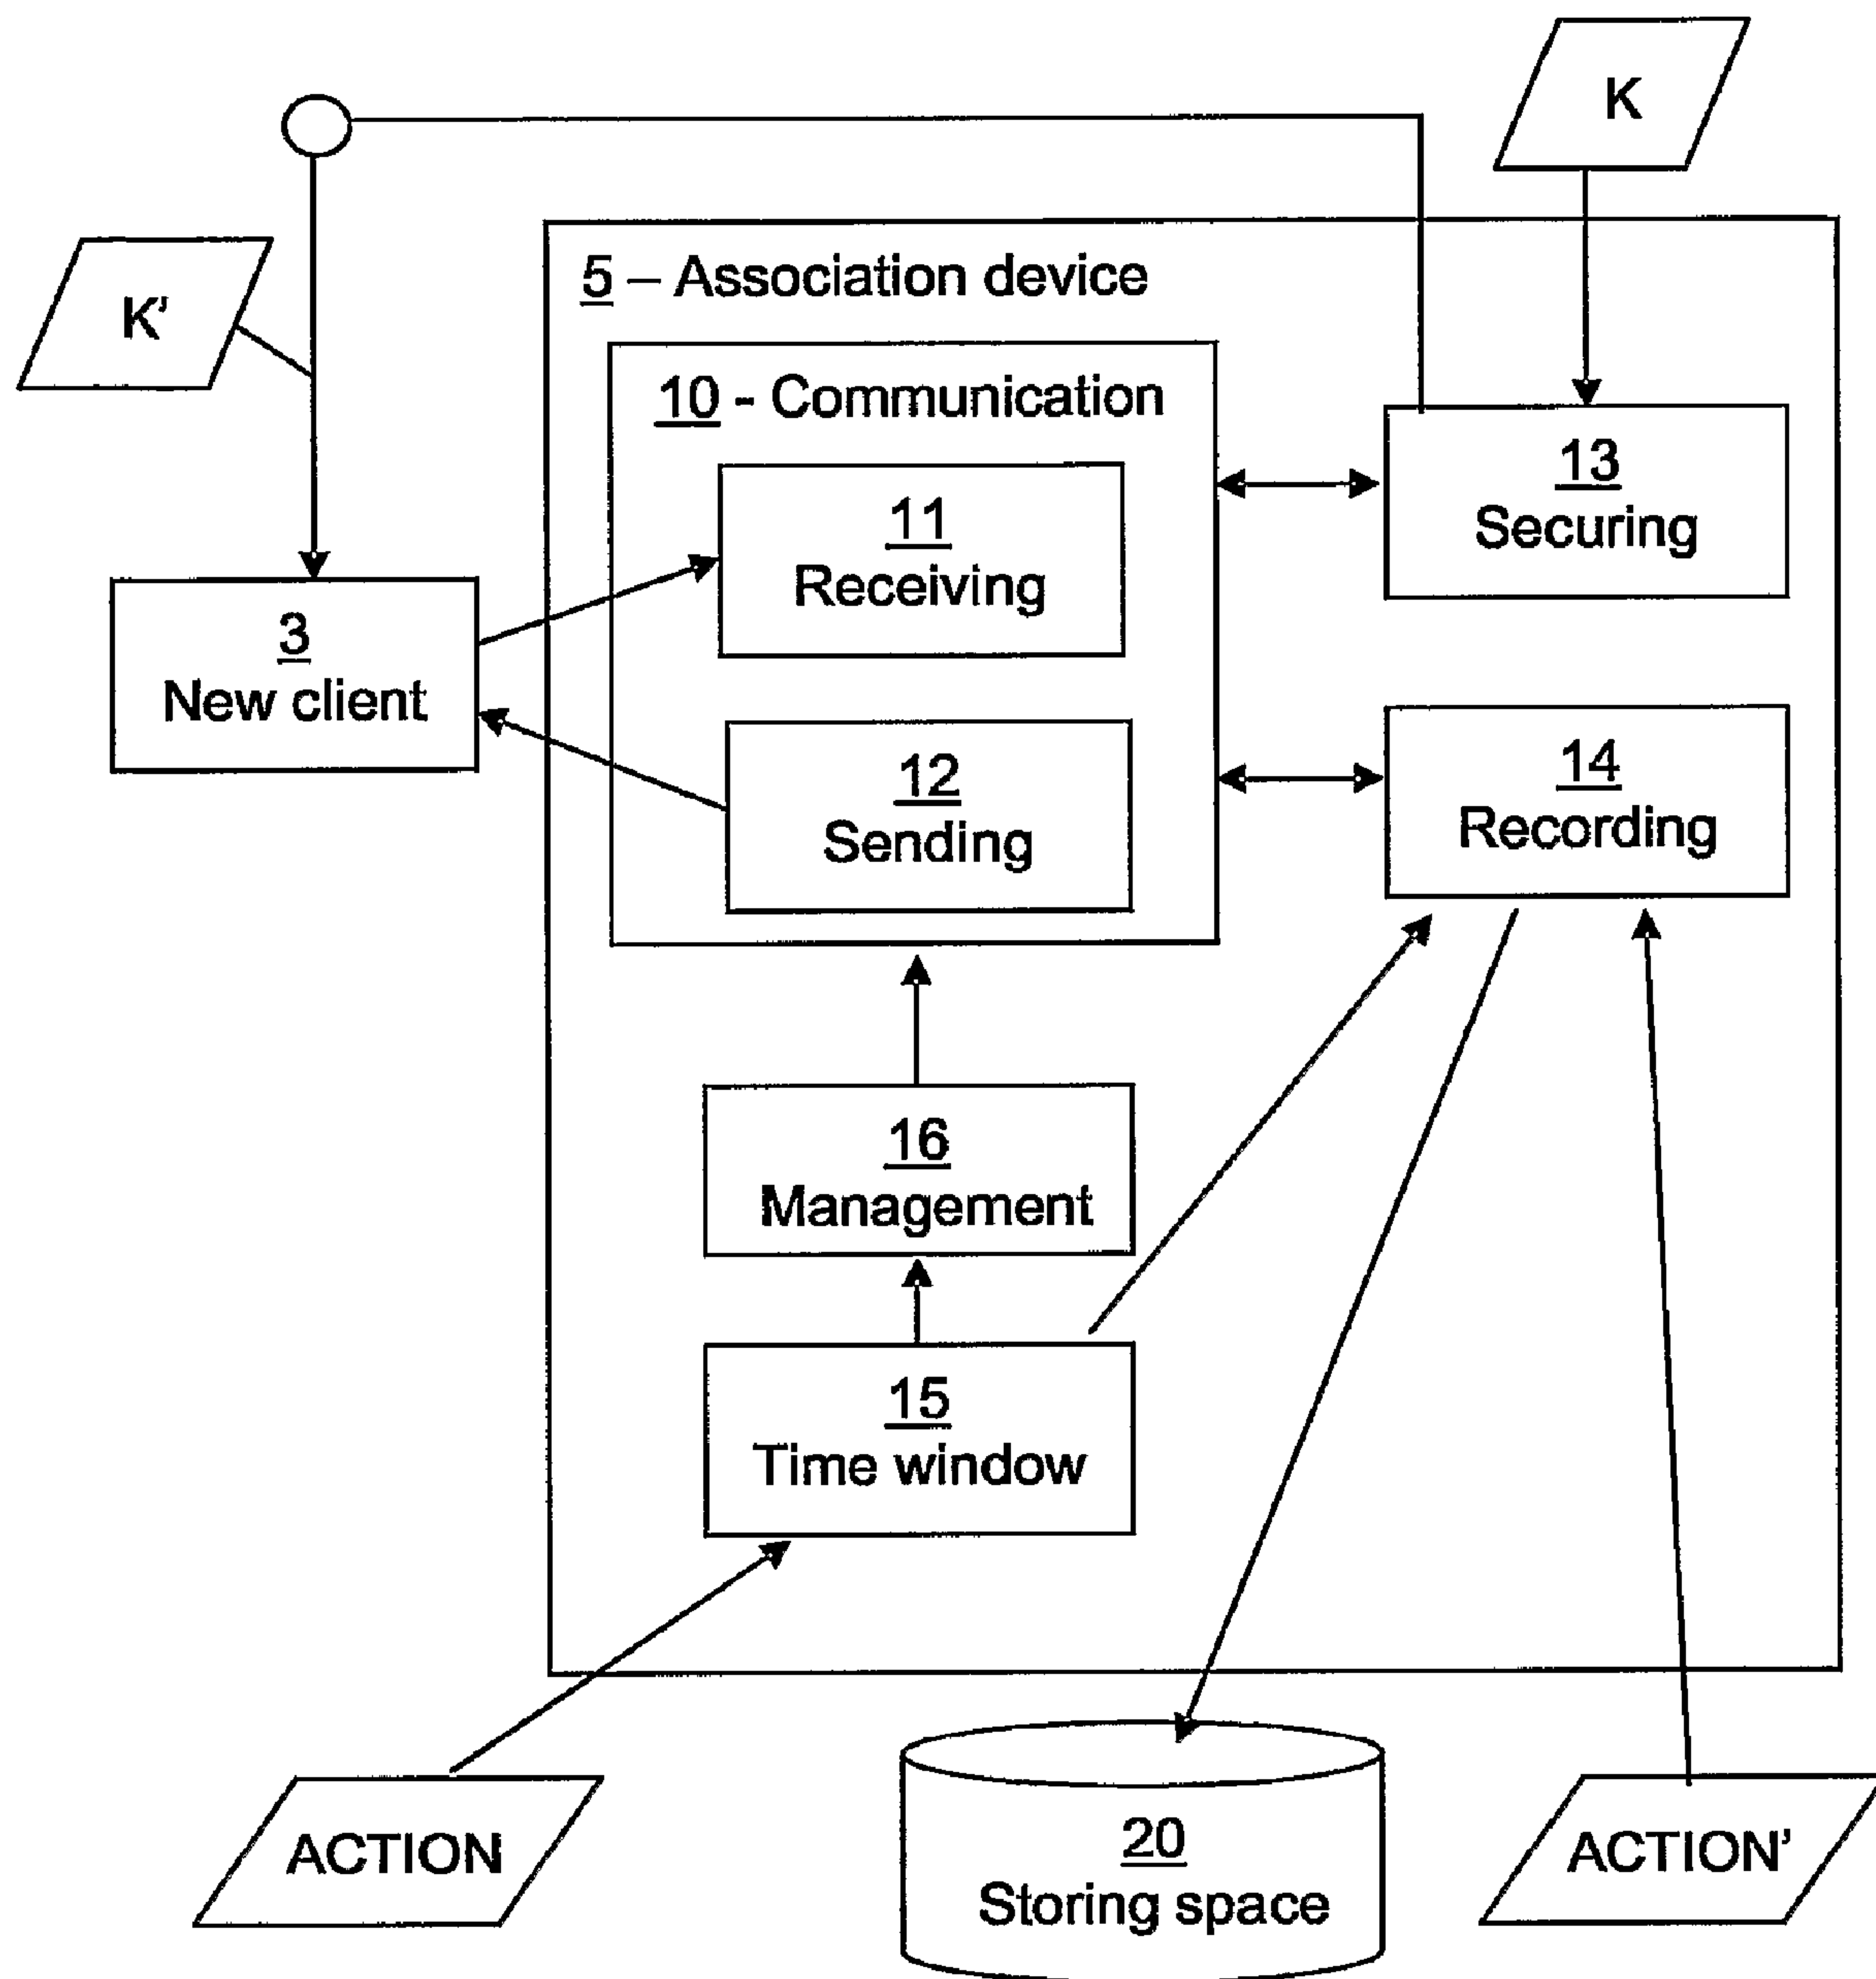 K
K'
5 – Association device
10 - Communication
13
Securing
11
Receiving
3
New client
12
Sending
14
Recording
16
Management
15
Time window
ACTION
20
Storing space
ACTION'